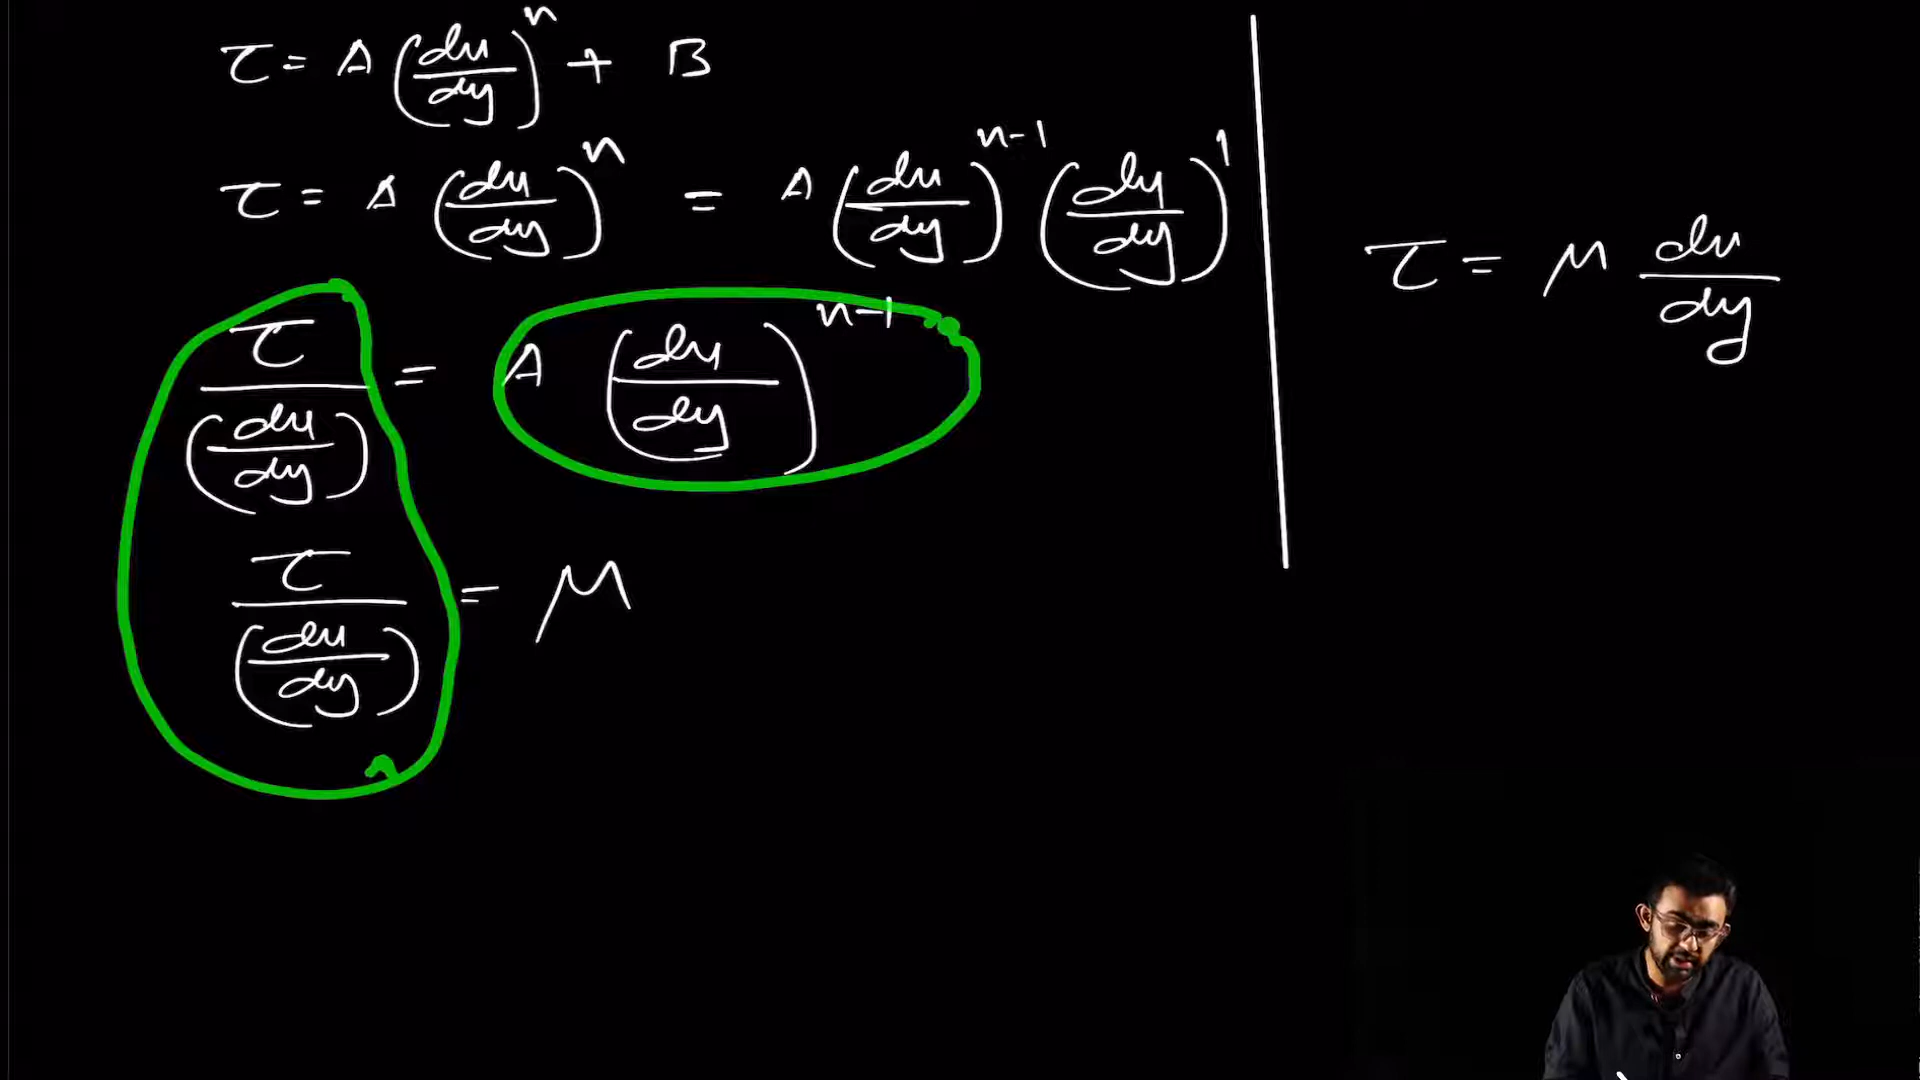 τ = A (du/dy)^n + B
τ = A (du/dy)^n = A (du/dy)^(n-1) (du/dy)^1
τ/(du/dy) = A (du/dy)^(n-1)
τ/(du/dy) = μ
τ = μ du/dy